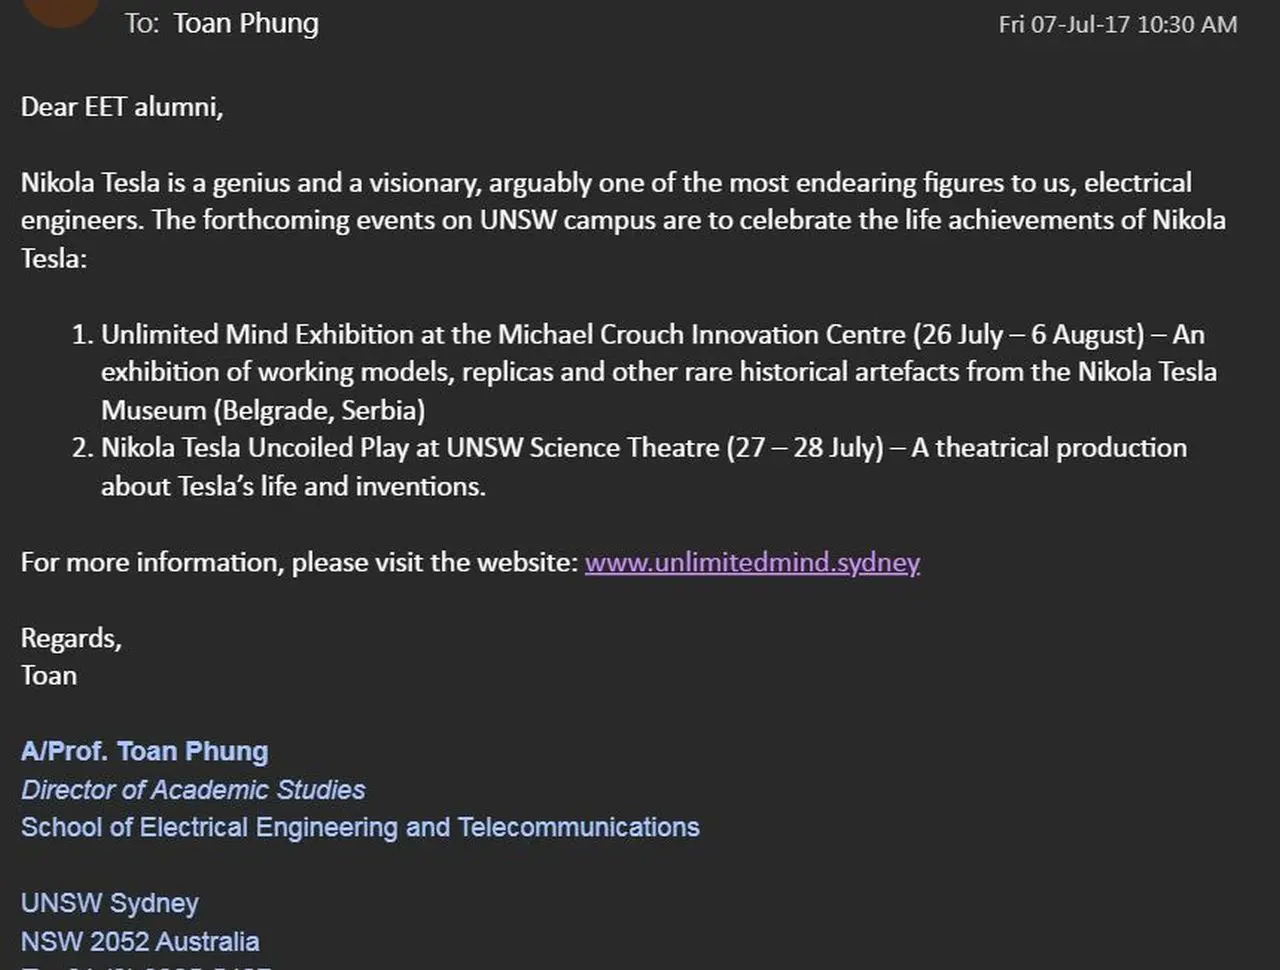 To: Toan Phung
Fri 07-Jul-17 10:30 AM
Dear EET alumni,
Nikola Tesla is a genius and a visionary, arguably one of the most endearing figures to us, electrical
engineers. The forthcoming events on UNSW campus are to celebrate the life achievements of Nikola
Tesla:
1. Unlimited Mind Exhibition at the Michael Crouch Innovation Centre (26 July – 6 August) – An
exhibition of working models, replicas and other rare historical artefacts from the Nikola Tesla
Museum (Belgrade, Serbia)
2. Nikola Tesla Uncoiled Play at UNSW Science Theatre (27 – 28 July) – A theatrical production
about Tesla’s life and inventions.
For more information, please visit the website: www.unlimitedmind.sydney
Regards,
Toan
A/Prof. Toan Phung
Director of Academic Studies
School of Electrical Engineering and Telecommunications
UNSW Sydney
NSW 2052 Australia